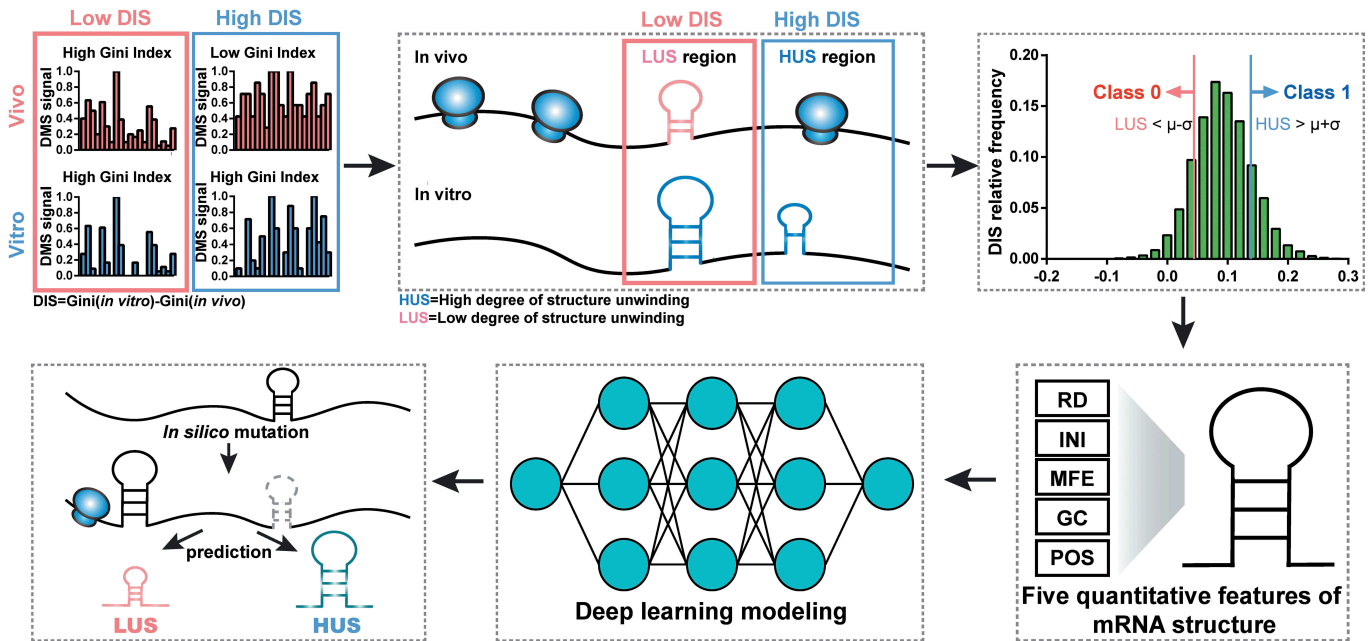 Low DIS
High DIS
Vivo
High Gini Index
DMS signal
1.0
0.8
0.6
0.4
0.2
0.0
Low Gini Index
DMS signal
1.0
0.8
0.6
0.4
0.2
0.0
Vitro
High Gini Index
DMS signal
1.0
0.8
0.6
0.4
0.2
0.0
High Gini Index
DMS signal
1.0
0.8
0.6
0.4
0.2
0.0
DIS=Gini(in vitro)-Gini(in vivo)
Low DIS
High DIS
In vivo
LUS region
HUS region
In vitro
HUS=High degree of structure unwinding
LUS=Low degree of structure unwinding
DIS relative frequency
0.20
0.15
0.10
0.05
0.00
-0.2
-0.1
0.0
0.1
0.2
0.3
Class 0
Class 1
LUS < μ-σ
HUS > μ+σ
In silico mutation
prediction
LUS
HUS
Deep learning modeling
RD
INI
MFE
GC
POS
Five quantitative features of
mRNA structure